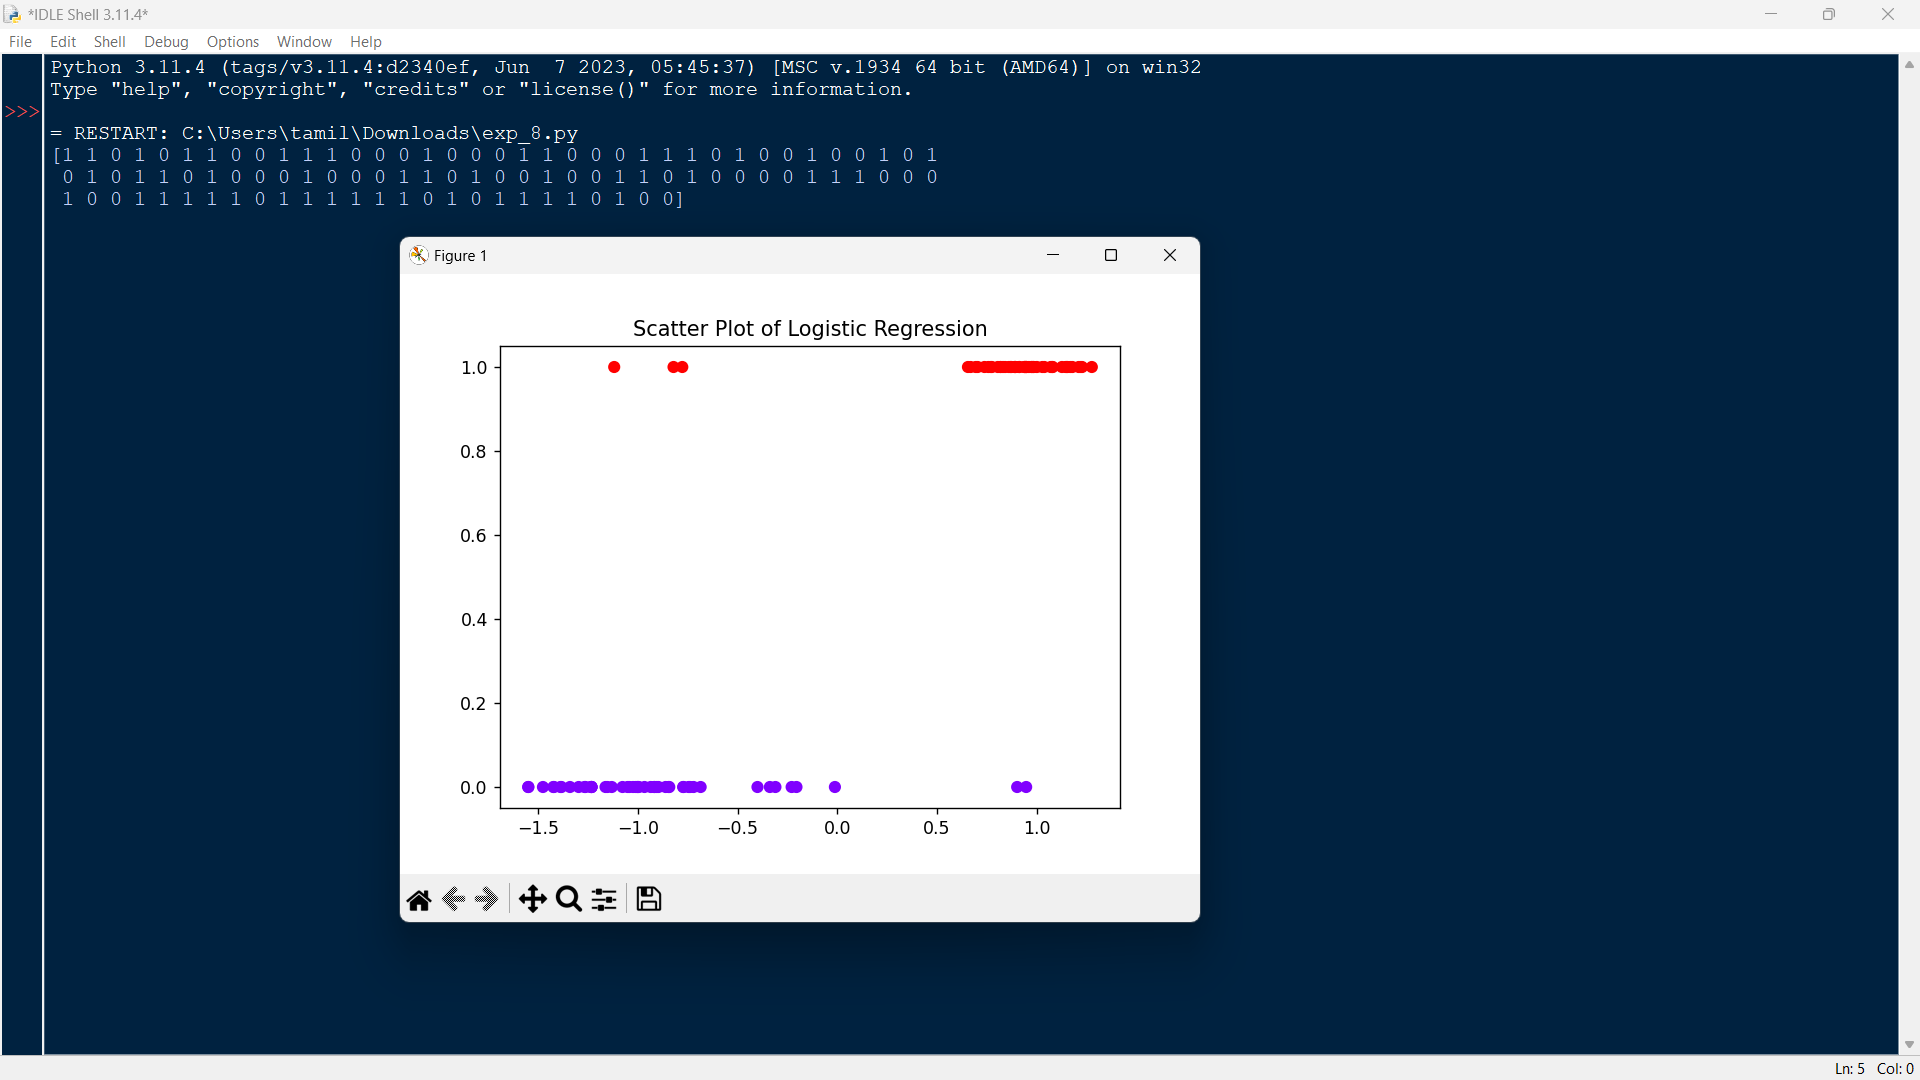 *IDLE Shell 3.11.4*
File Edit Shell Debug Options Window Help
Python 3.11.4 (tags/v3.11.4:d2340ef, Jun  7 2023, 05:45:37) [MSC v.1934 64 bit (AMD64)] on win32
Type "help", "copyright", "credits" or "license()" for more information.
>>>
= RESTART: C:\Users\tamil\Downloads\exp_8.py
[1 1 0 1 0 1 1 0 0 1 1 1 0 0 0 1 0 0 0 1 1 0 0 0 1 1 1 0 1 0 0 1 0 0 1 0 1
0 1 0 1 1 0 1 0 0 0 1 0 0 0 1 1 0 1 0 0 1 0 0 1 1 0 1 0 0 0 0 1 1 1 0 0 0
1 0 0 1 1 1 1 1 0 1 1 1 1 1 1 0 1 0 1 1 1 1 0 1 0 0]
Figure 1
Scatter Plot of Logistic Regression
1.0
0.8
0.6
0.4
0.2
0.0
−1.5 −1.0 −0.5 0.0 0.5 1.0
Ln: 5 Col: 0